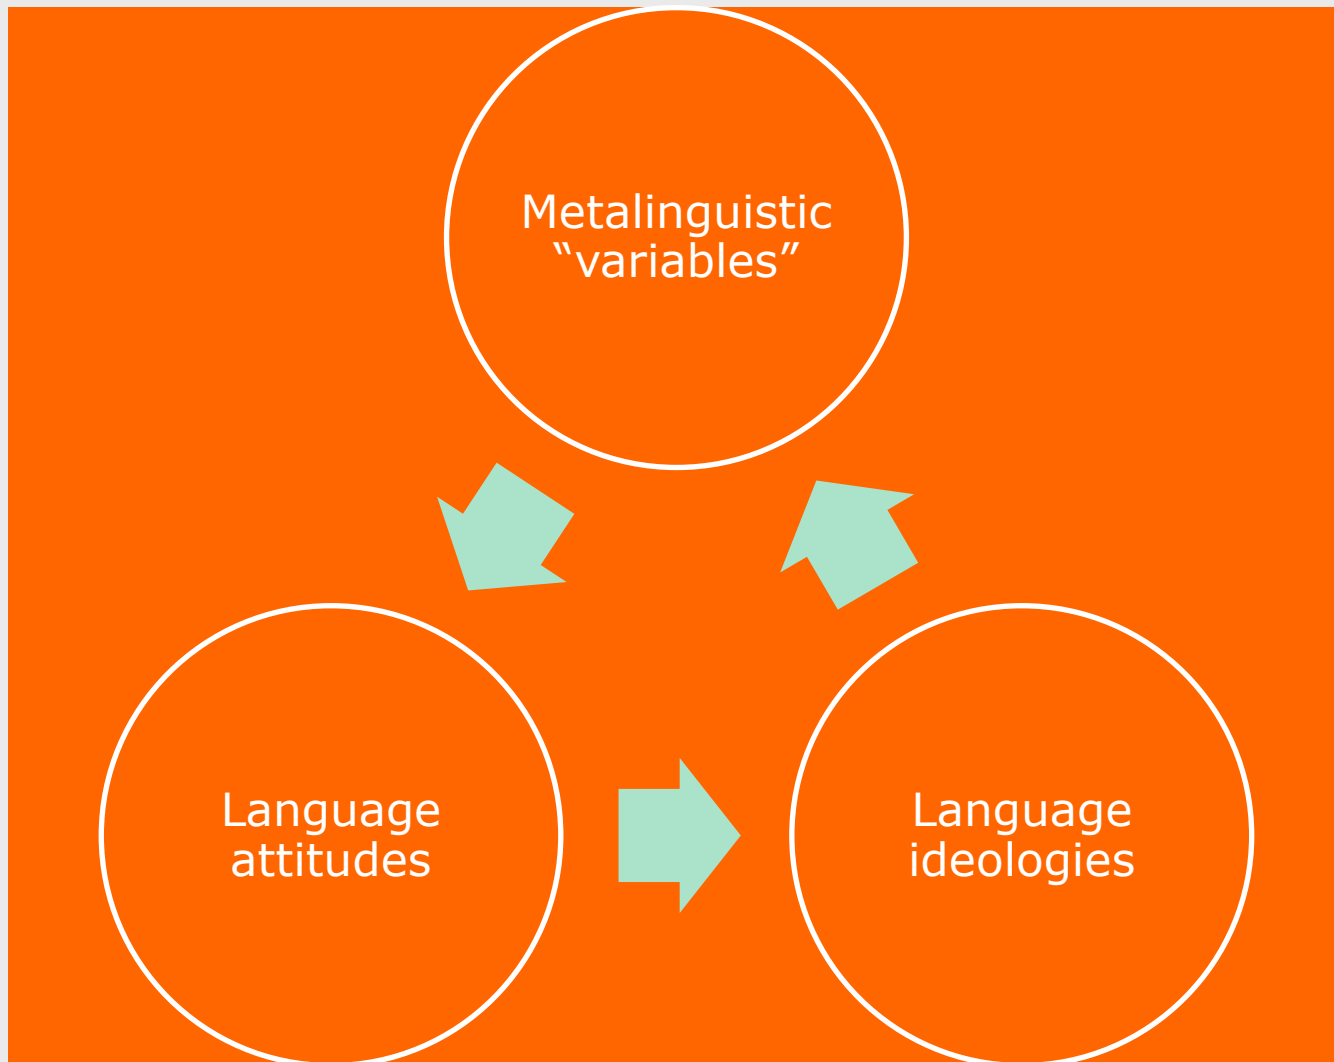 Metalinguistic
“variables”
Language
attitudes
Language
ideologies